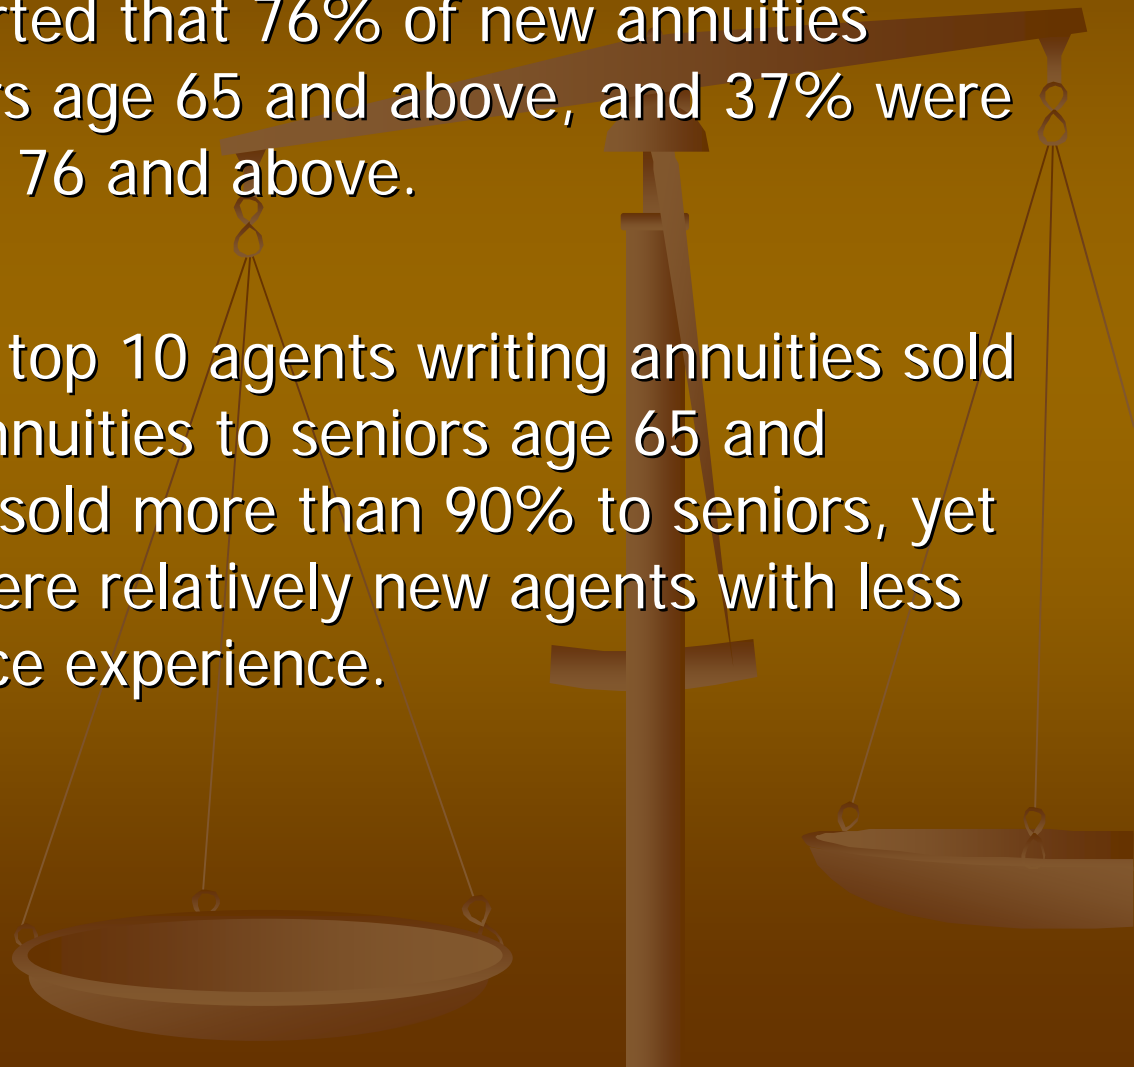 rted that 76% of new annuities
rs age 65 and above, and 37% were
76 and above.
top 10 agents writing annuities sold
nnuities to seniors age 65 and
sold more than 90% to seniors, yet
ere relatively new agents with less
ce experience.